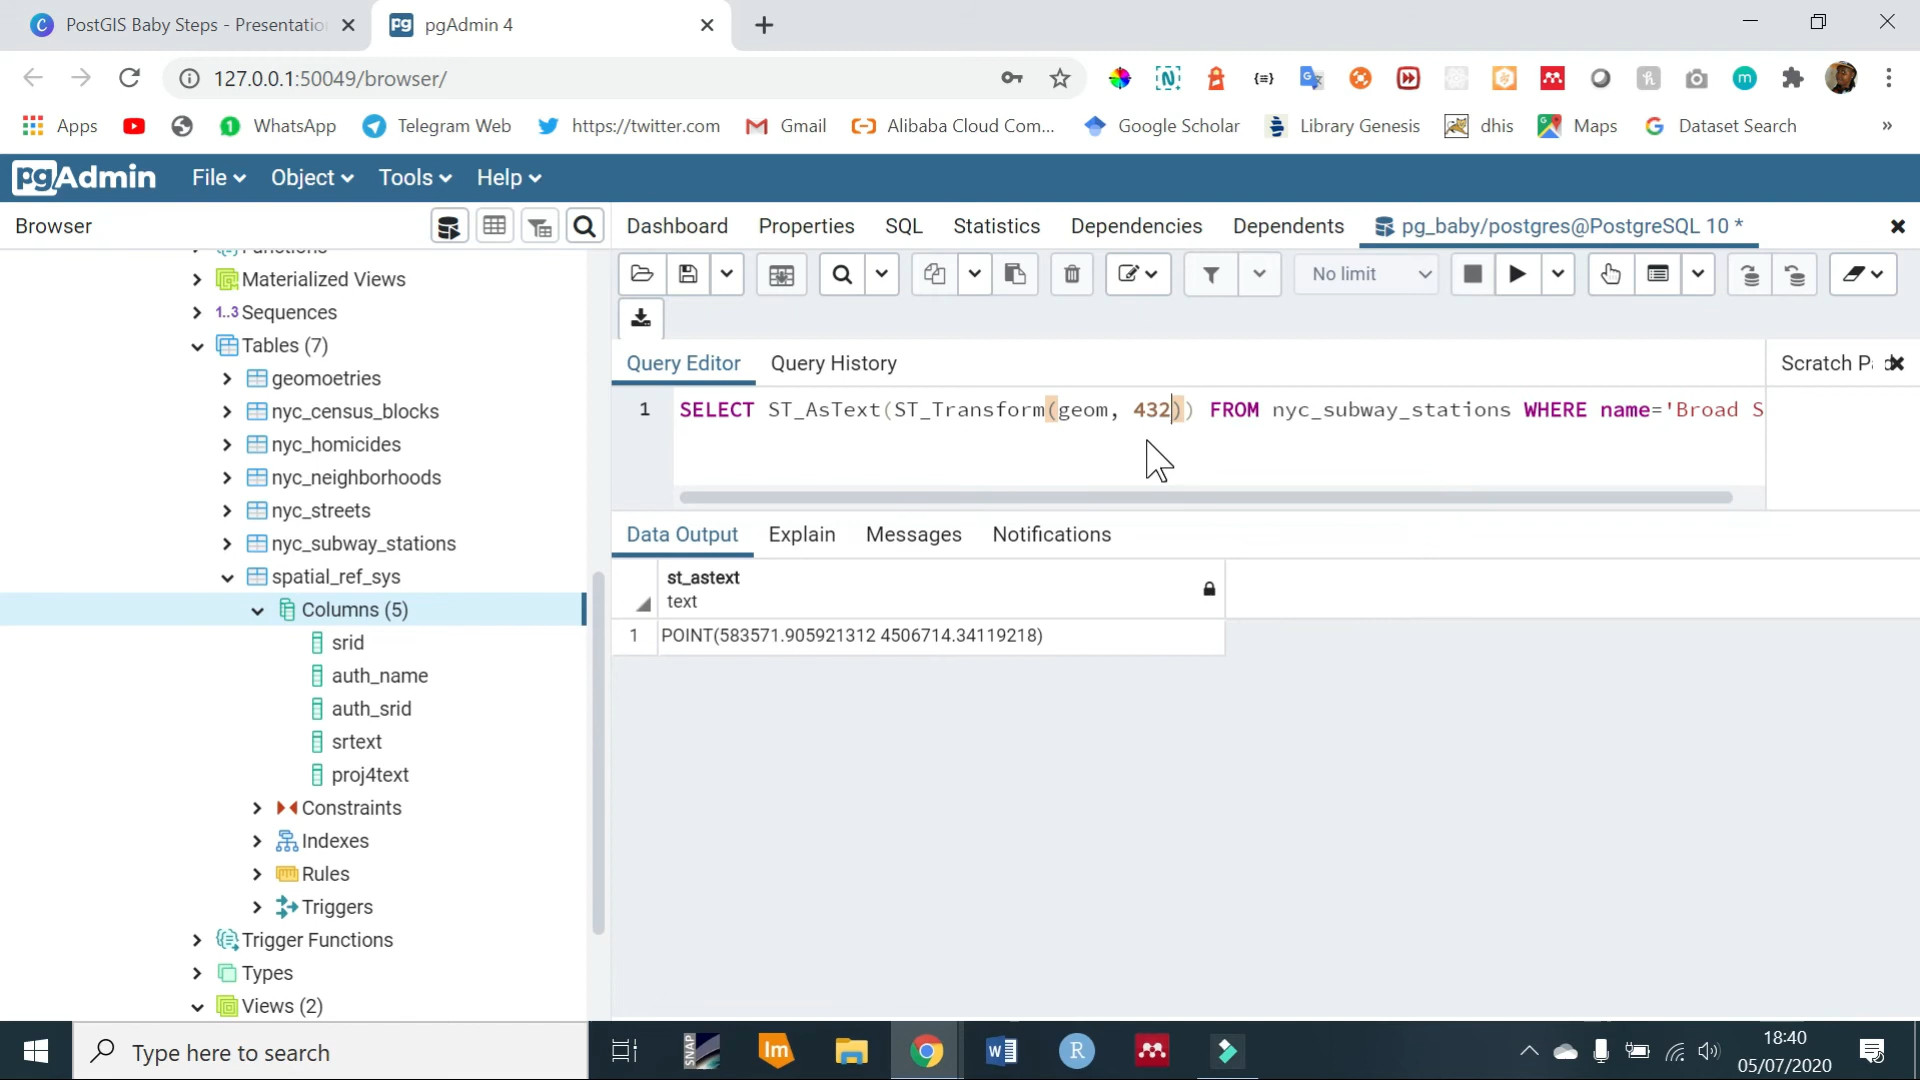 PostGIS Baby Steps - Presentatio
pgAdmin 4
127.0.0.1:50049/browser/
Apps
WhatsApp
Telegram Web
https://twitter.com
Gmail
Alibaba Cloud Com...
Google Scholar
Library Genesis
dhis
Maps
Dataset Search
»
pgAdmin
File
Object
Tools
Help
Browser
Dashboard
Properties
SQL
Statistics
Dependencies
Dependents
pg_baby/postgres@PostgreSQL 10 *
No limit
Query Editor
Query History
Scratch P
1
SELECT ST_AsText(ST_Transform(geom, 432)) FROM nyc_subway_stations WHERE name='Broad S
Data Output
Explain
Messages
Notifications
st_astext
text
1
POINT(583571.905921312 4506714.34119218)
Materialized Views
1..3 Sequences
Tables (7)
geomoetries
nyc_census_blocks
nyc_homicides
nyc_neighborhoods
nyc_streets
nyc_subway_stations
spatial_ref_sys
Columns (5)
srid
auth_name
auth_srid
srtext
proj4text
Constraints
Indexes
Rules
Triggers
Trigger Functions
Types
Views (2)
Type here to search
SNAP
Im
18:40
05/07/2020